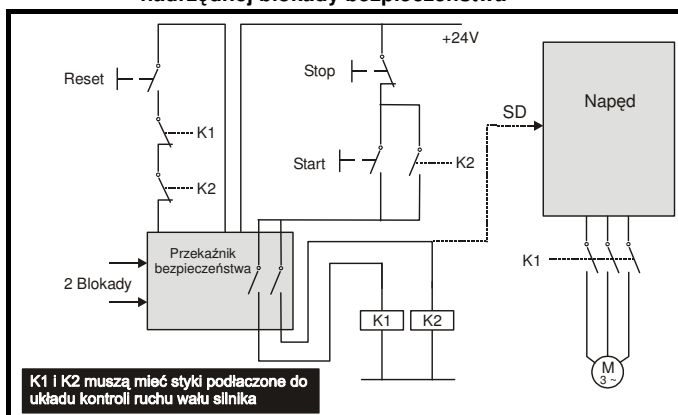 nadrzędnej blokady bezpieczeństwa
+24V
Reset
Stop
Napęd
SD
K1
Start
K2
K2
Przekaźnik
bezpieczeństwa
K1
2 Blokady
K1
K2
M
3 ~
K1 i K2 muszą mieć styki podłaczone do
układu kontroli ruchu wału silnika